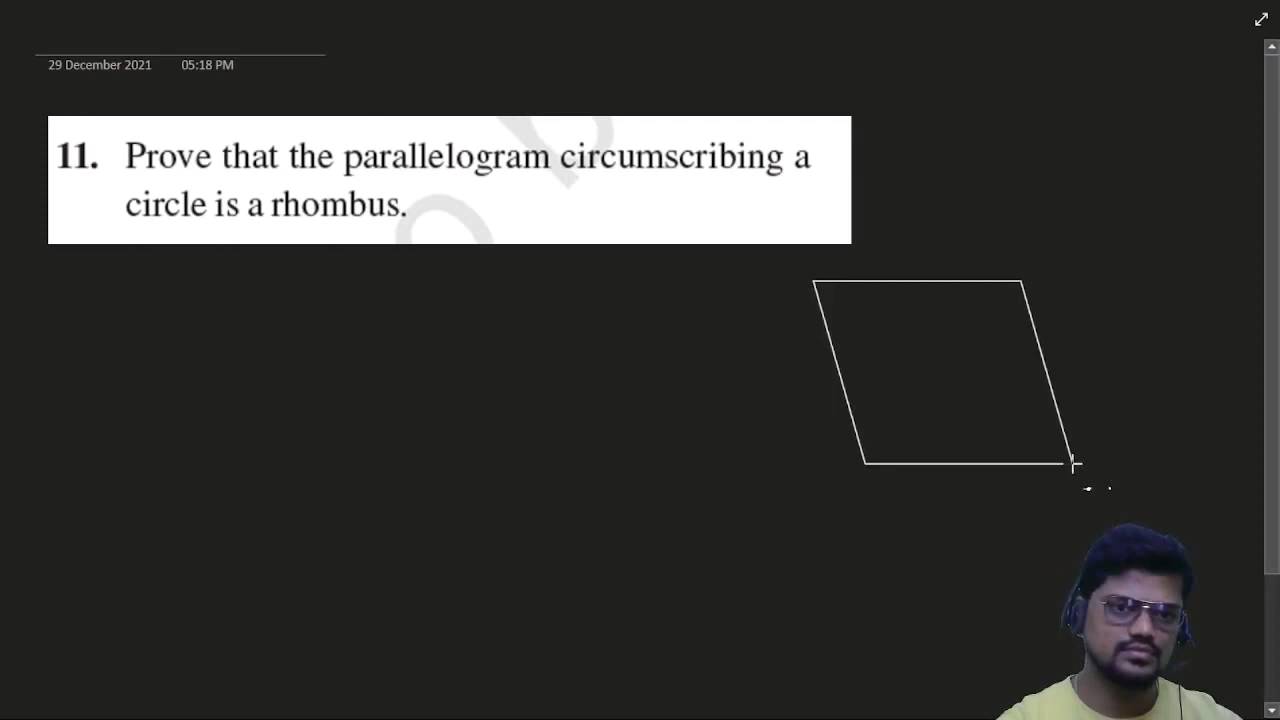 29 December 2021 05:18 PM
11. Prove that the parallelogram circumscribing a
circle is a rhombus.